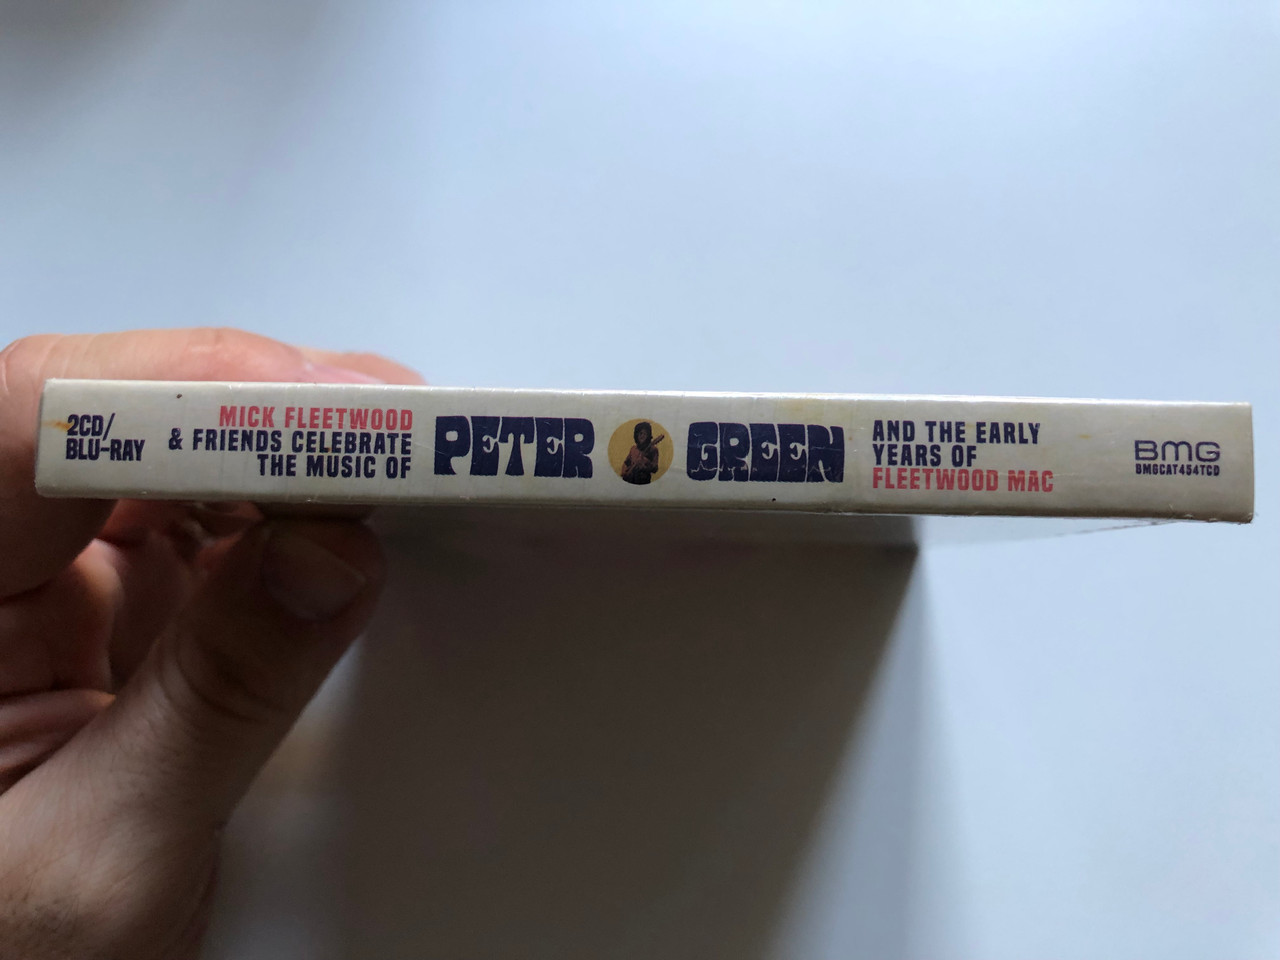 2CD/
BLU-RAY
MICK FLEETWOOD
& FRIENDS CELEBRATE
THE MUSIC OF
PETER GREEN
AND THE EARLY
YEARS OF
FLEETWOOD MAC
BMG
BMGCAT454TCD